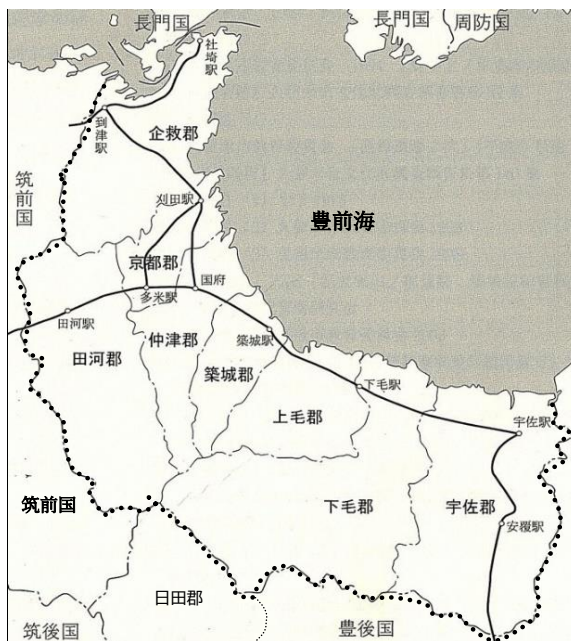 長門国
長門国
周防国
社埼駅
到津駅
企救郡
筑前国
刈田駅
豊前海
京都郡
国府
多米駅
田河駅
仲津郡
築城駅
田河郡
築城郡
下毛駅
上毛郡
宇佐駅
筑前国
下毛郡
宇佐郡
安覆駅
日田郡
筑後国
豊後国